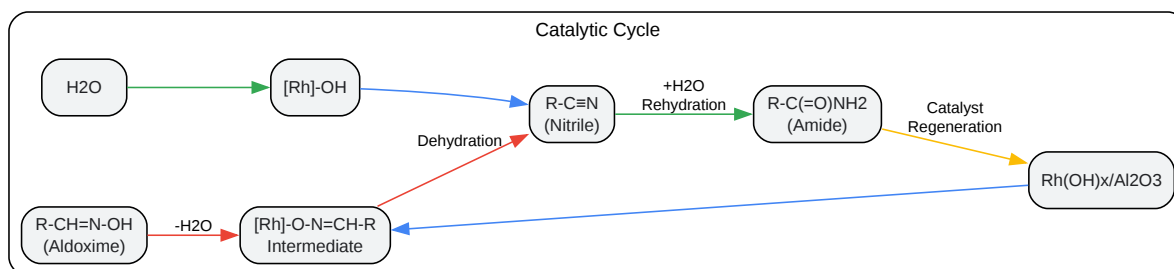 Catalytic Cycle
H2O
[Rh]-OH
R-C≡N
(Nitrile)
+H2O
Rehydration
R-C(=O)NH2
(Amide)
Catalyst
Regeneration
Rh(OH)x/Al2O3
Dehydration
R-CH=N-OH
(Aldoxime)
-H2O
[Rh]-O-N=CH-R
Intermediate